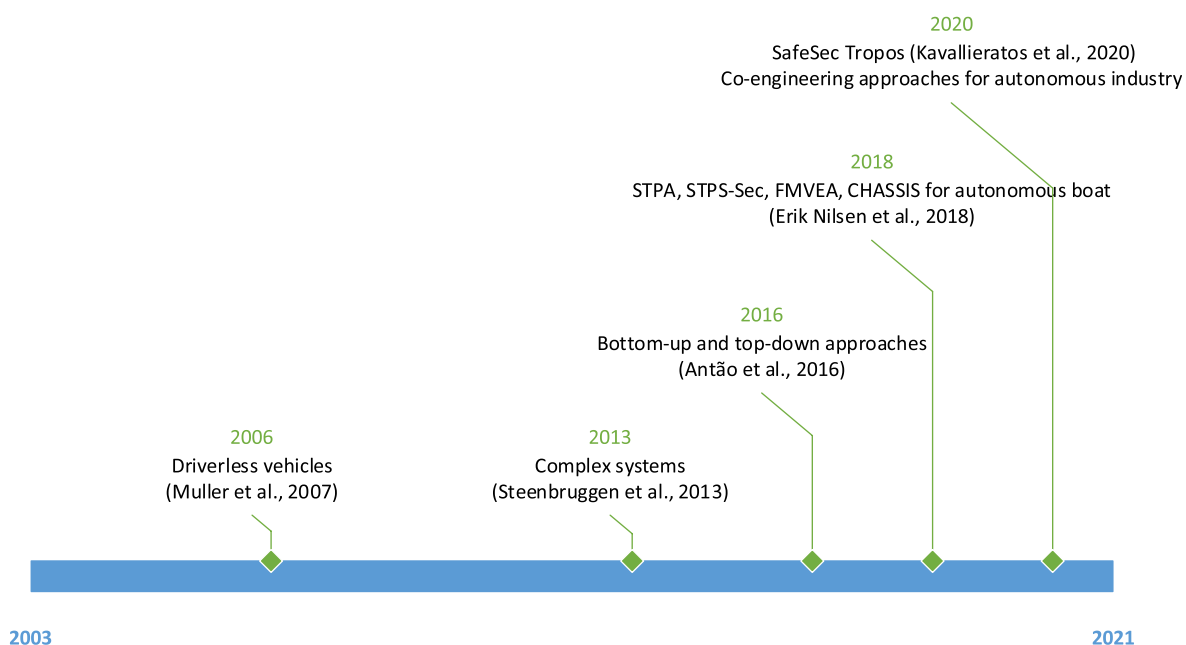 2020
SafeSec Tropos (Kavallieratos et al., 2020)
Co-engineering approaches for autonomous industry
2018
STPA, STPS-Sec, FMVEA, CHASSIS for autonomous boat
(Erik Nilsen et al., 2018)
2016
Bottom-up and top-down approaches
(Antão et al., 2016)
2006
Driverless vehicles
(Muller et al., 2007)
2013
Complex systems
(Steenbruggen et al., 2013)
2003
2021